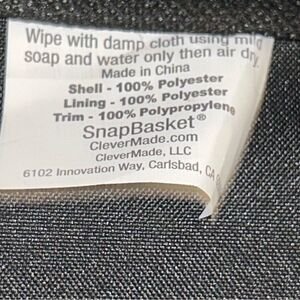 Wipe with damp cloth using mild
soap and water only then air dry.
Made in China
Shell - 100% Polyester
Lining - 100% Polyester
Trim - 100% Polypropylene
SnapBasket®
CleverMade.com
CleverMade, LLC
6102 Innovation Way, Carlsbad, CA